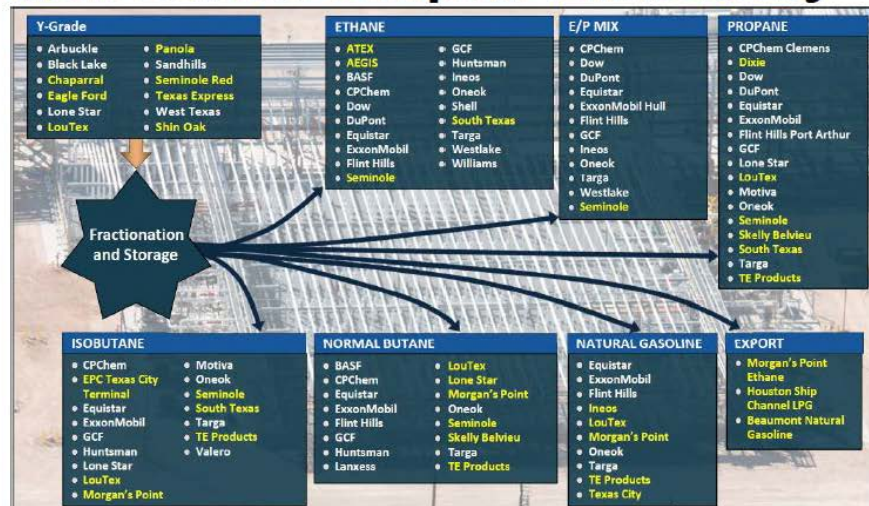 Y-Grade
Arbuckle
Black Lake
Chaparral
Eagle Ford
Lone Star
LouTex
Panola
Sandhills
Seminole Red
Texas Express
West Texas
Shin Oak
ETHANE
ATEX
AEGIS
BASF
CPChem
Dow
DuPont
Equistar
ExxonMobil
Flint Hills
Seminole
GCF
Huntsman
Ineos
Oneok
Shell
South Texas
Targa
Westlake
Williams
E/P MIX
CPChem
Dow
DuPont
Equistar
ExxonMobil Hull
Flint Hills
GCF
Ineos
Oneok
Targa
Westlake
Seminole
PROPANE
CPChem Clemens
Dixie
Dow
DuPont
Equistar
ExxonMobil
Flint Hills Port Arthur
GCF
Lone Star
LouTex
Motiva
Oneok
Seminole
Skelly Belvieu
South Texas
Targa
TE Products
Fractionation
and Storage
ISOBUTANE
CPChem
EPC Texas City
Terminal
Equistar
ExxonMobil
GCF
Huntsman
Lone Star
LouTex
Morgan's Point
Motiva
Oneok
Seminole
South Texas
Targa
TE Products
Valero
NORMAL BUTANE
BASF
CPChem
Equistar
ExxonMobil
Flint Hills
GCF
Huntsman
Lanxess
LouTex
Lone Star
Morgan's Point
Oneok
Seminole
Skelly Belvieu
Targa
TE Products
NATURAL GASOLINE
Equistar
ExxonMobil
Flint Hills
Ineos
LouTex
Morgan's Point
Oneok
Targa
TE Products
Texas City
EXPORT
Morgan's Point
Ethane
Houston Ship
Channel LPG
Beaumont Natural
Gasoline